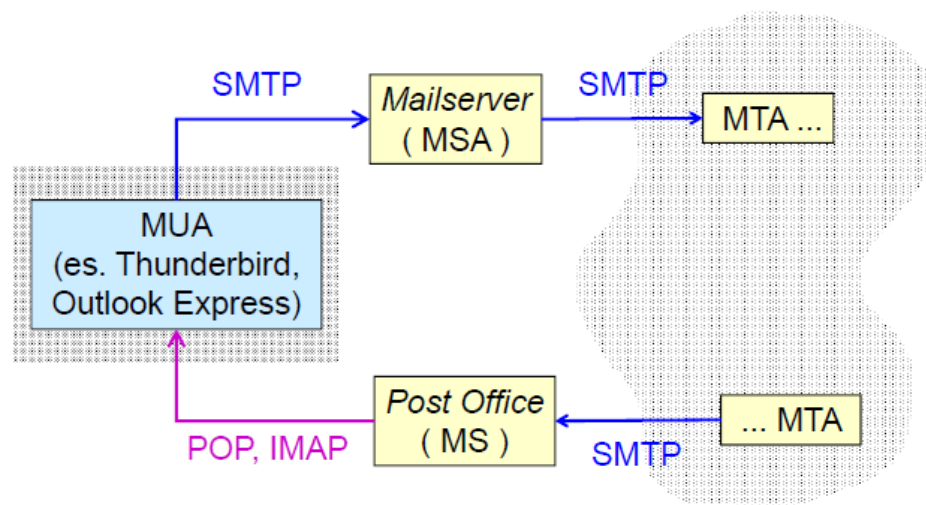 SMTP
Mailserver
( MSA )
SMTP
MTA ...
MUA
(es. Thunderbird,
Outlook Express)
Post Office
( MS )
... MTA
POP, IMAP
SMTP